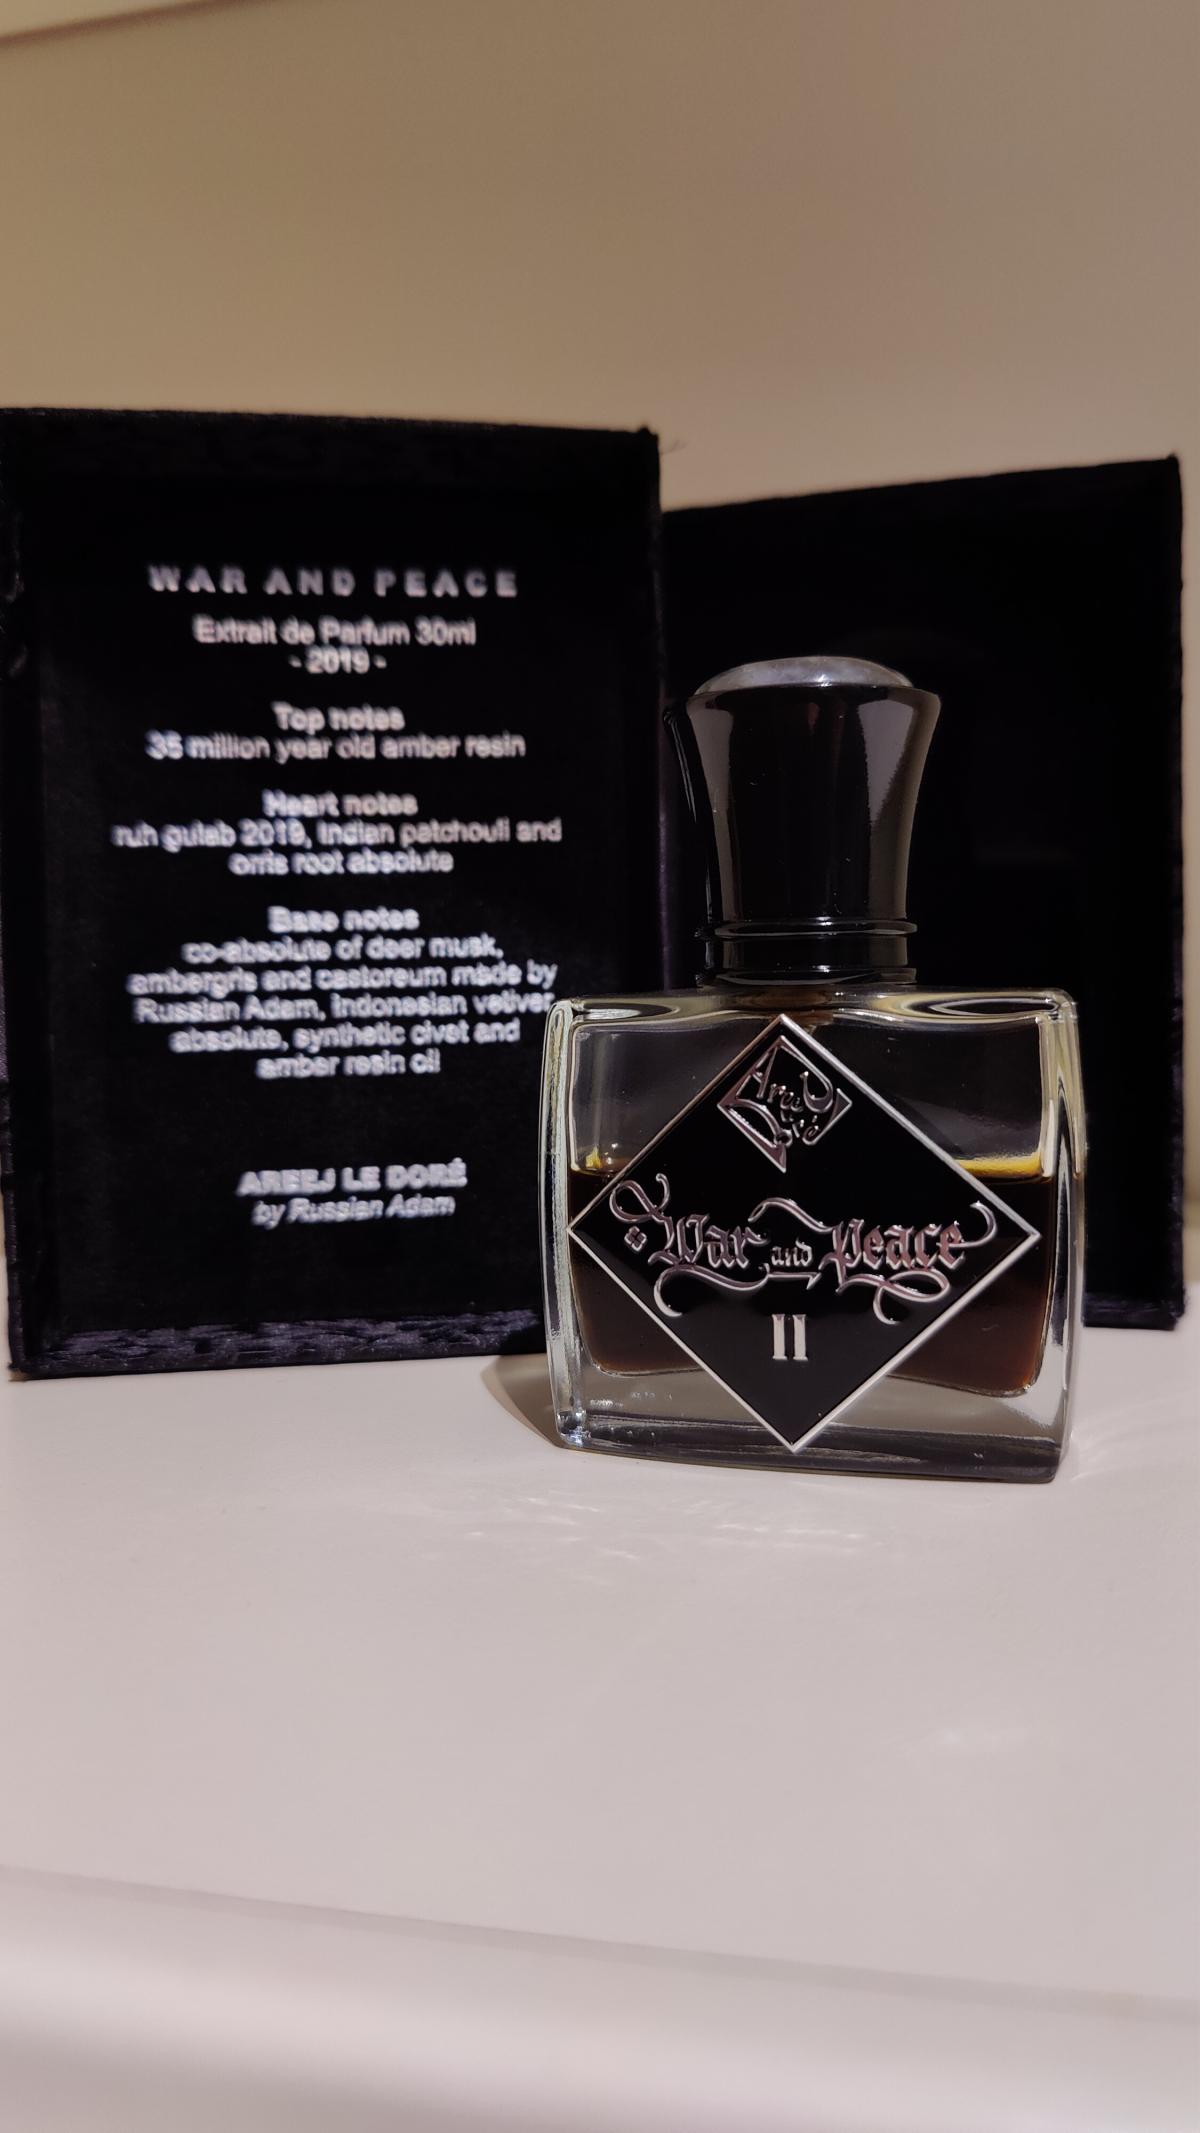 WAR AND PEACE
Extrait de Parfum 30ml
- 2019 -
Top notes
35 million year old amber resin
Heart notes
ruh gulab 2019, Indian patchouli and
orris root absolute
Base notes
co-absolute of deer musk,
ambergris and castoreum made by
Russian Adam, Indonesian vetiver
absolute, synthetic civet and
amber resin oil
AREEJ LE DORÉ
by Russian Adam
Areej
Le
Doré
War and Peace
II